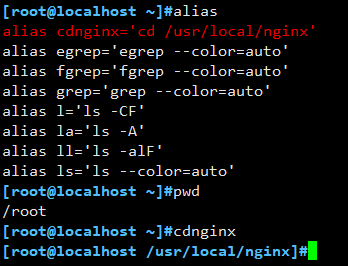 [root@localhost ~]#alias
alias cdnginx='cd /usr/local/nginx'
alias egrep='egrep --color=auto'
alias fgrep='fgrep --color=auto'
alias grep='grep --color=auto'
alias l='ls -CF'
alias la='ls -A'
alias ll='ls -alF'
alias ls='ls --color=auto'
[root@localhost ~]#pwd
/root
[root@localhost ~]#cdnginx
[root@localhost /usr/local/nginx]#